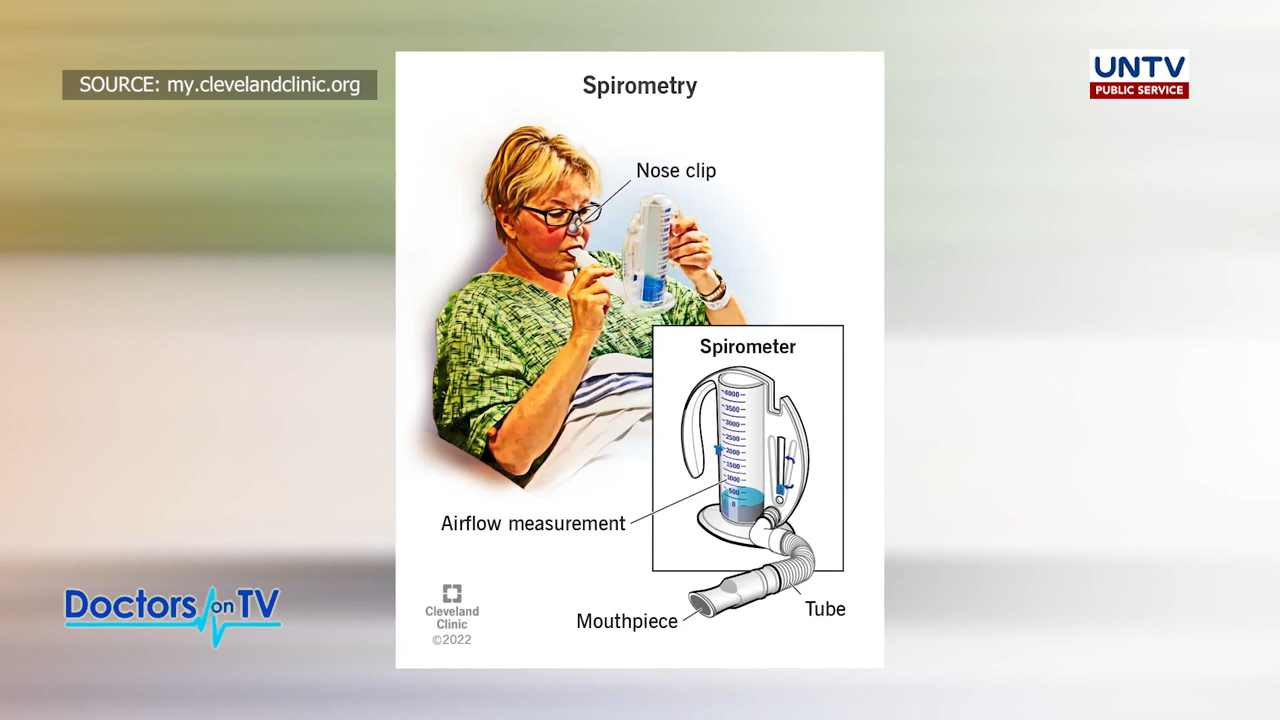 SOURCE: my.clevelandclinic.org
UNTV
PUBLIC SERVICE
Spirometry
Nose clip
Spirometer
4000
3500
3000
2500
2000
1500
1000
500
0
Airflow measurement
Mouthpiece
Tube
Cleveland
Clinic
©2022
Doctors on TV